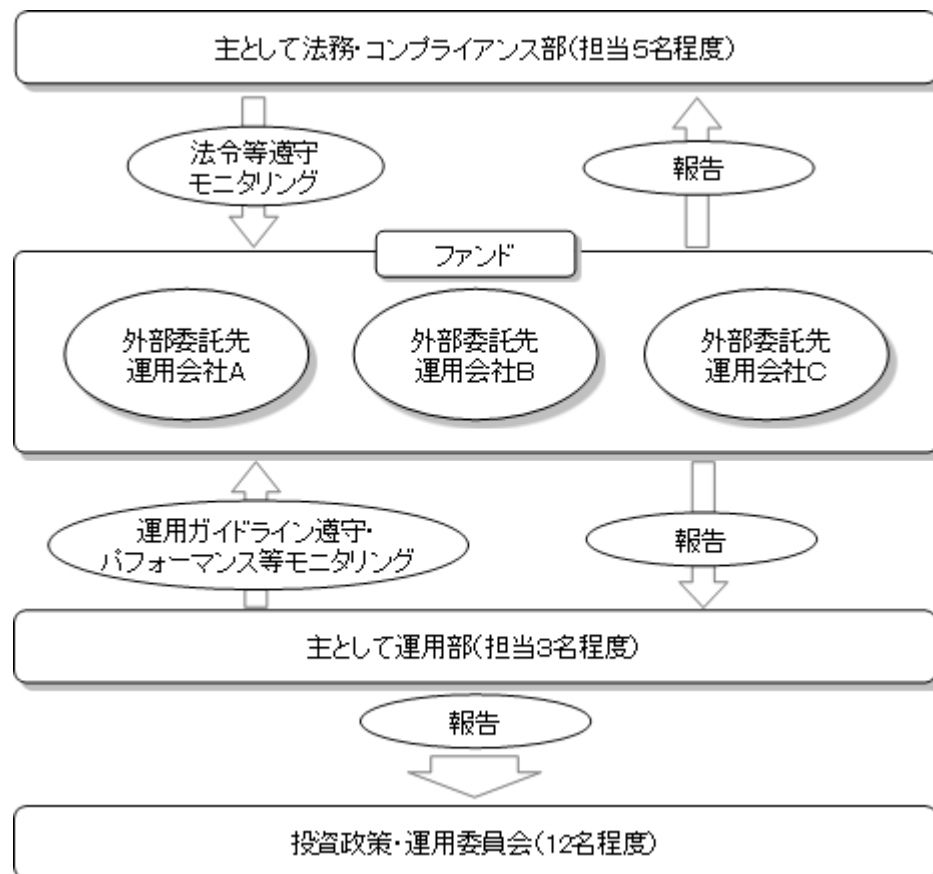 主として法務・コンプライアンス部(担当5名程度)
法令等遵守
モニタリング
報告
ファンド
外部委託先
運用会社A
外部委託先
運用会社B
外部委託先
運用会社C
運用ガイドライン遵守・
パフォーマンス等モニタリング
報告
主として運用部(担当3名程度)
報告
投資政策・運用委員会(12名程度)